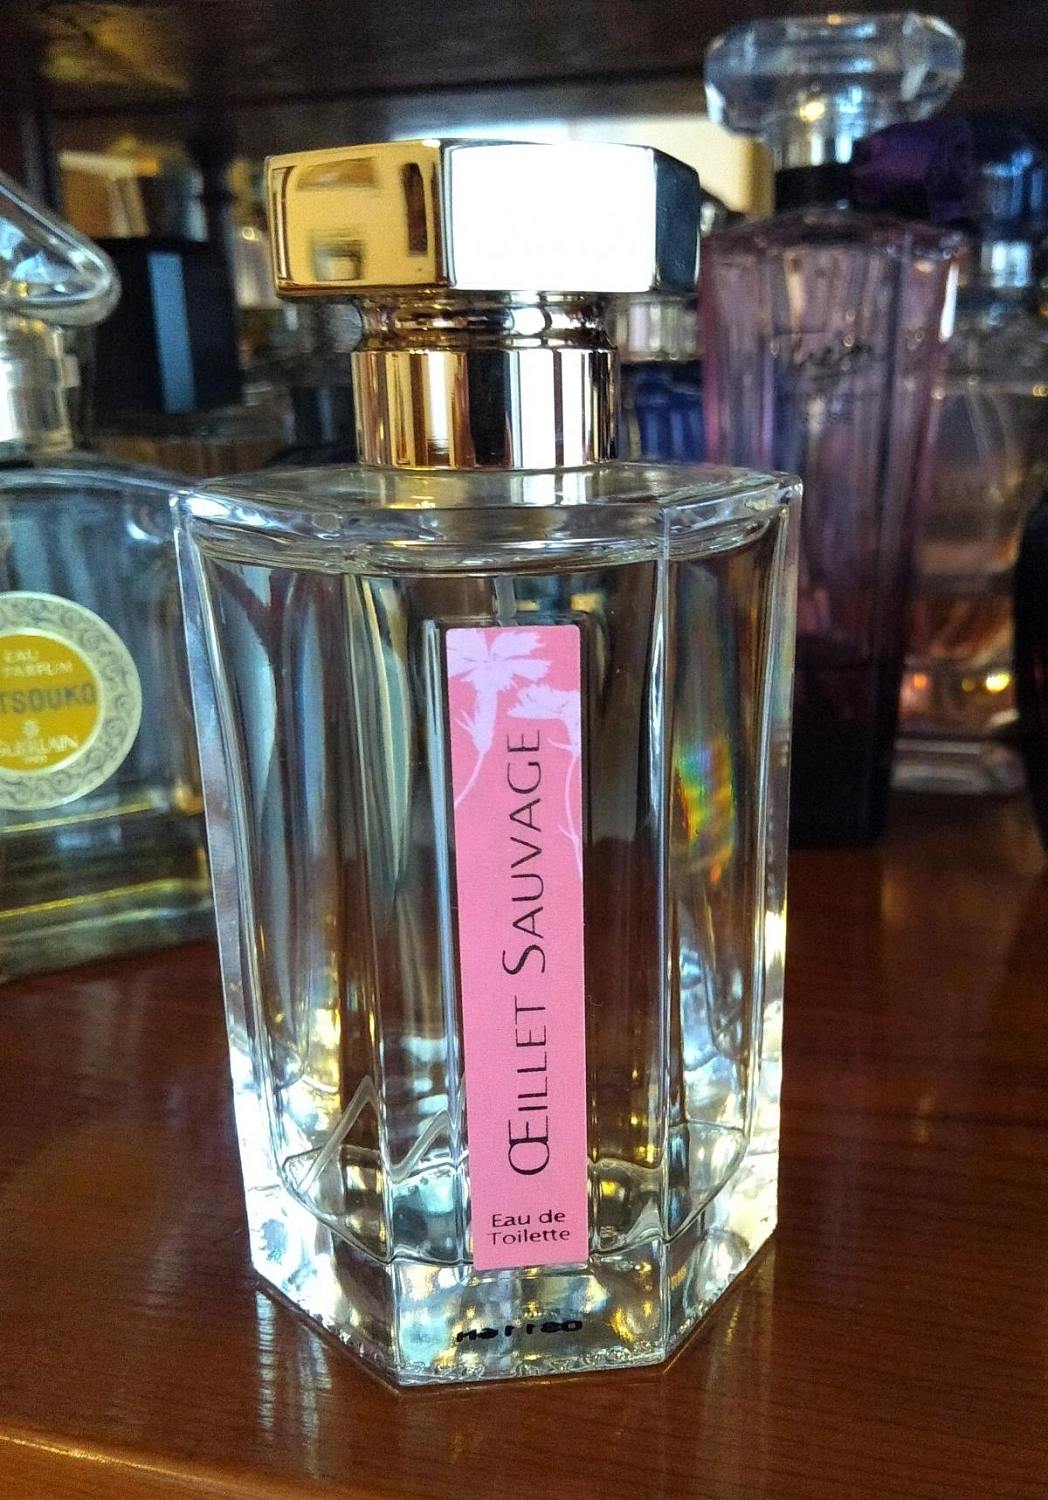 ŒILLET SAUVAGE
Eau de
Toilette
EAU
PARFUM
TSOUKO
GUERLAIN